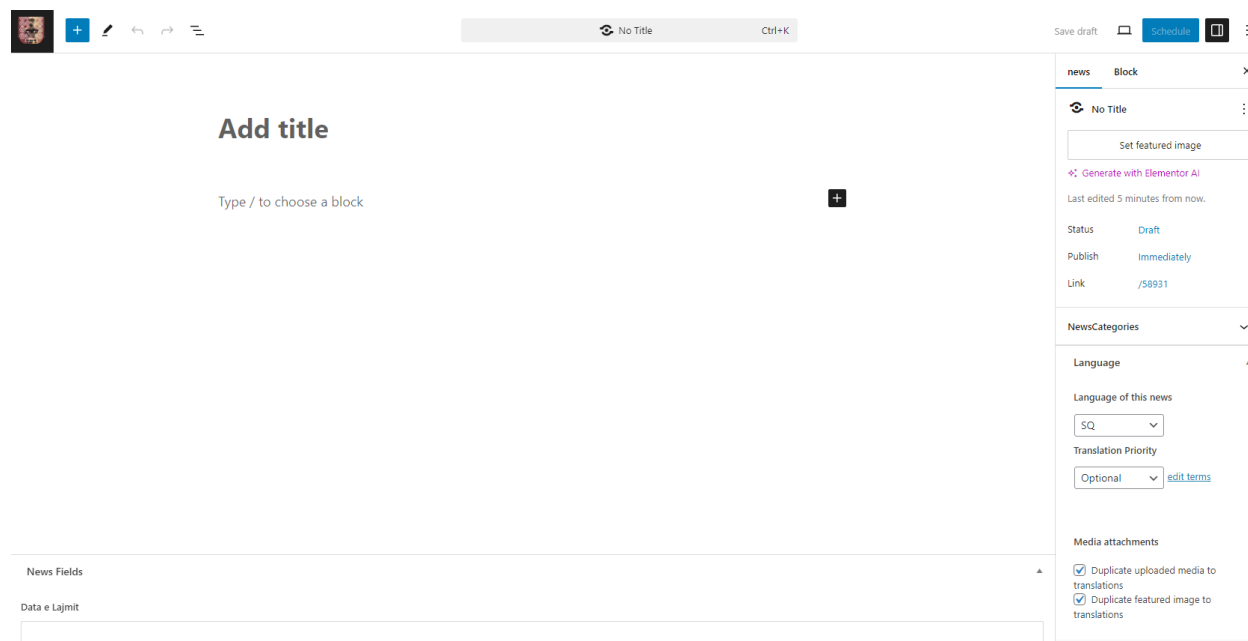 No Title Ctrl+K
Save draft Schedule
Add title
Type / to choose a block
News Fields
Data e Lajmit
news Block
No Title
Set featured image
Generate with Elementor AI
Last edited 5 minutes from now.
Status Draft
Publish Immediately
Link /58931
NewsCategories
Language
Language of this news
SQ
Translation Priority
Optional edit terms
Media attachments
Duplicate uploaded media to
translations
Duplicate featured image to
translations